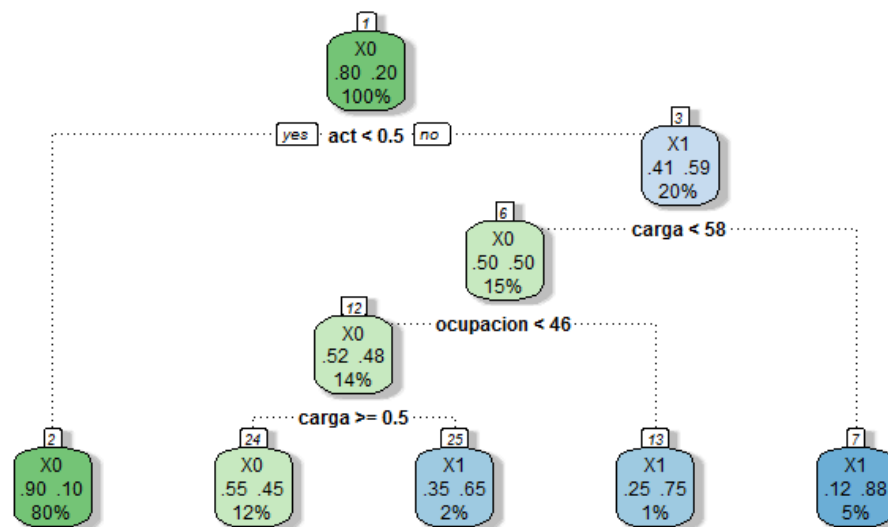 1
X0
.80 .20
100%
yes act < 0.5 no
3
X1
.41 .59
20%
carga < 58
6
X0
.50 .50
15%
ocupacion < 46
12
X0
.52 .48
14%
carga >= 0.5
2
X0
.90 .10
80%
24
X0
.55 .45
12%
25
X1
.35 .65
2%
13
X1
.25 .75
1%
7
X1
.12 .88
5%